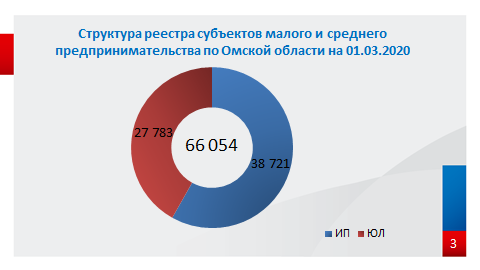 Структура реестра субъектов малого и среднего
предпринимательства по Омской области на 01.03.2020
27 783
66 054
38 721
ИП ЮЛ
3